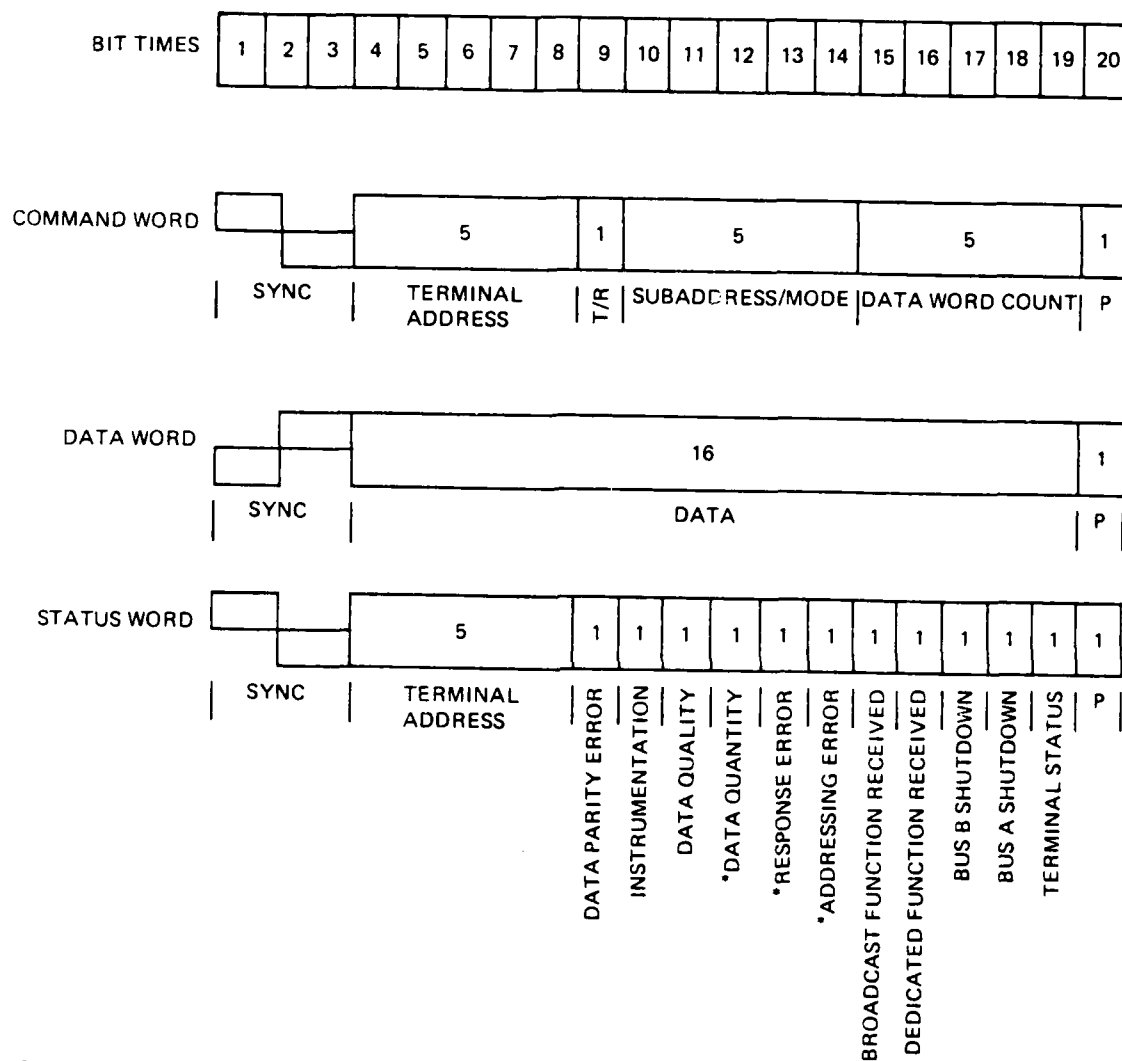 BIT TIMES 1 2 3 4 5 6 7 8 9 10 11 12 13 14 15 16 17 18 19 20
COMMAND WORD 5 1 5 5 1
SYNC TERMINAL ADDRESS T/R SUBADDRESS/MODE DATA WORD COUNT P
DATA WORD 16 1
SYNC DATA P
STATUS WORD 5 1 1 1 1 1 1 1 1 1 1 1 1
SYNC TERMINAL ADDRESS P
DATA PARITY ERROR
INSTRUMENTATION
DATA QUALITY
*DATA QUANTITY
*RESPONSE ERROR
*ADDRESSING ERROR
BROADCAST FUNCTION RECEIVED
DEDICATED FUNCTION RECEIVED
BUS B SHUTDOWN
BUS A SHUTDOWN
TERMINAL STATUS